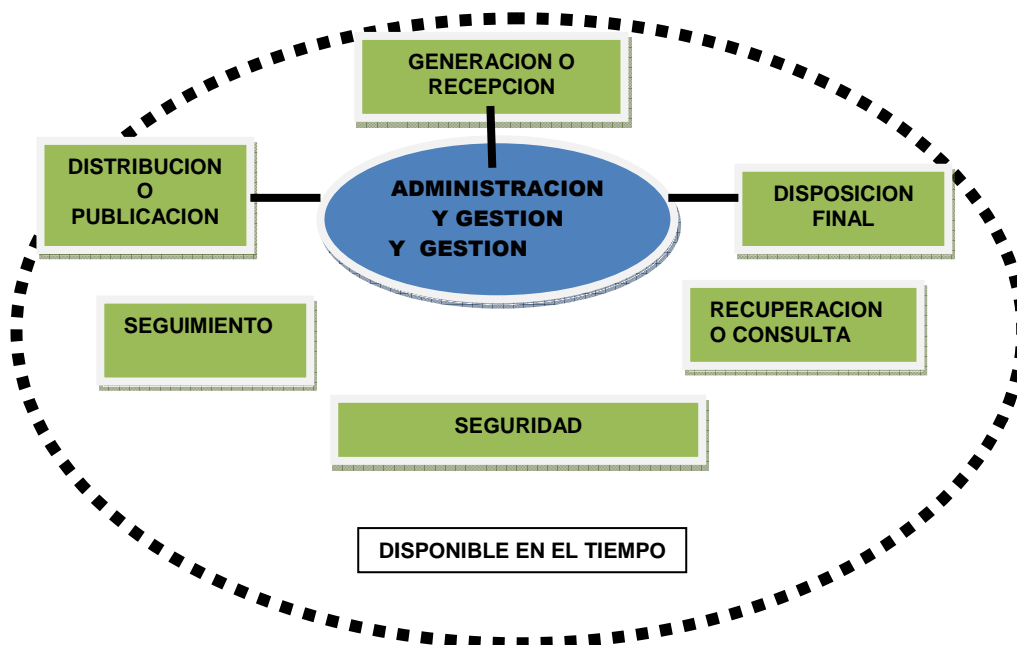 GENERACION O
RECEPCION
DISTRIBUCION
O
PUBLICACION
ADMINISTRACION
Y GESTION
Y GESTION
DISPOSICION
FINAL
SEGUIMIENTO
RECUPERACION
O CONSULTA
SEGURIDAD
DISPONIBLE EN EL TIEMPO